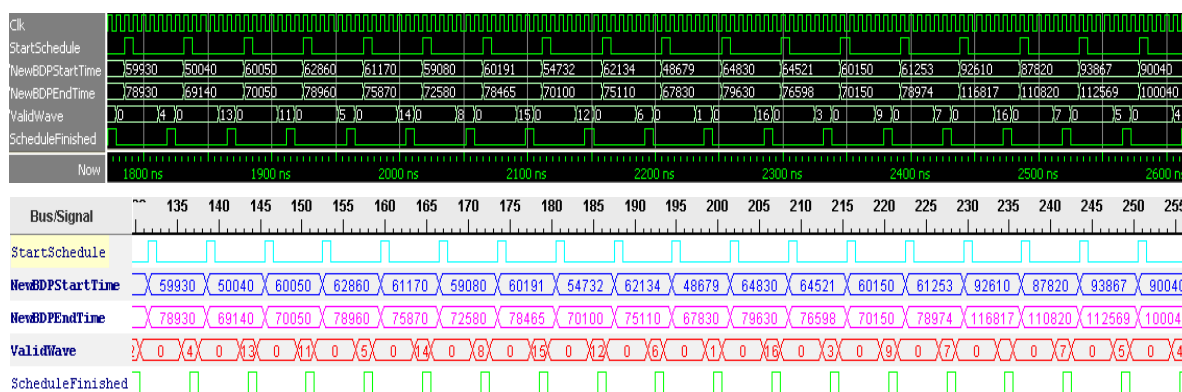 Clk
StartSchedule
NewBDPStartTime 59930 50040 60050 62860 61170 59080 60191 54732 62134 48679 64830 64521 60150 61253 92610 87820 93867 90040
NewBDPEndTime 78930 69140 70050 78960 75870 72580 78465 70100 75110 67830 79630 76598 70150 78974 116817 110820 112569 100040
ValidWave 0 4 0 13 0 11 0 5 0 14 0 8 0 15 0 12 0 6 0 1 0 16 0 3 0 9 0 7 0 16 0 7 0 5 0 4
ScheduleFinished
Now 1800 ns 1900 ns 2000 ns 2100 ns 2200 ns 2300 ns 2400 ns 2500 ns 2600 n
Bus/Signal 135 140 145 150 155 160 165 170 175 180 185 190 195 200 205 210 215 220 225 230 235 240 245 250 255
StartSchedule
NewBDPStartTime 59930 50040 60050 62860 61170 59080 60191 54732 62134 48679 64830 64521 60150 61253 92610 87820 93867 90040
NewBDPEndTime 78930 69140 70050 78960 75870 72580 78465 70100 75110 67830 79630 76598 70150 78974 116817 110820 112569 10004
ValidWave 2 0 4 0 13 0 11 0 5 0 14 0 8 0 15 0 12 0 6 0 1 0 16 0 3 0 9 0 7 0 0 7 0 5 0 4
ScheduleFinished